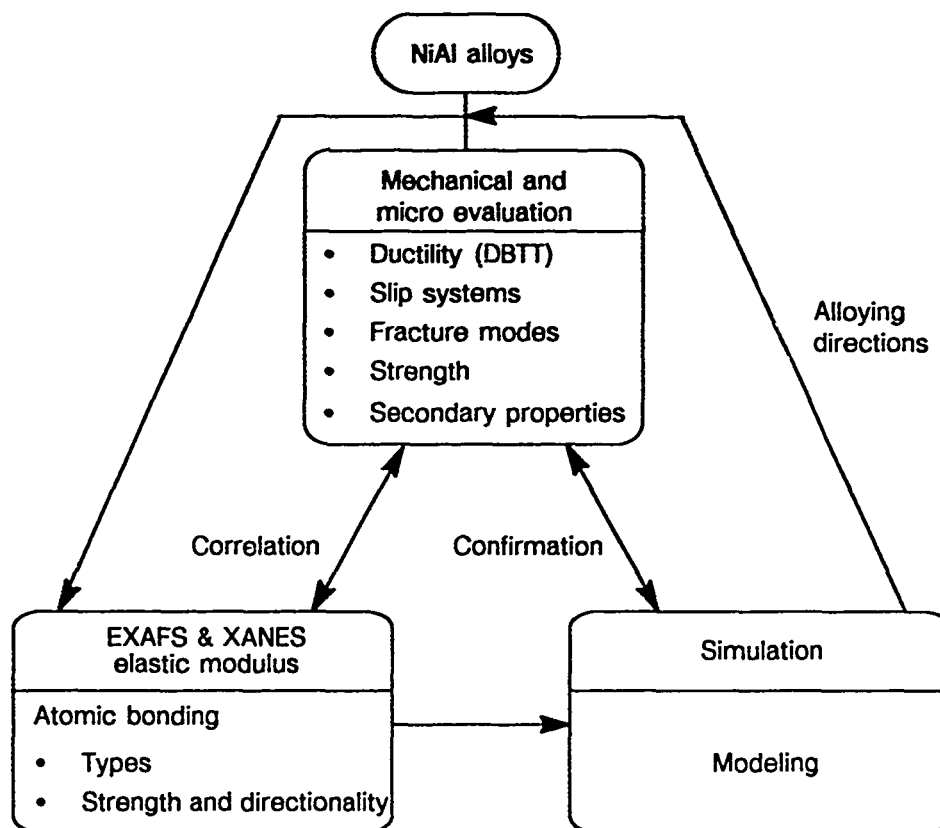 NiAl alloys
Mechanical and
micro evaluation
• Ductility (DBTT)
• Slip systems
• Fracture modes
• Strength
• Secondary properties
Alloying
directions
Correlation
Confirmation
EXAFS & XANES
elastic modulus
Atomic bonding
• Types
• Strength and directionality
Simulation
Modeling